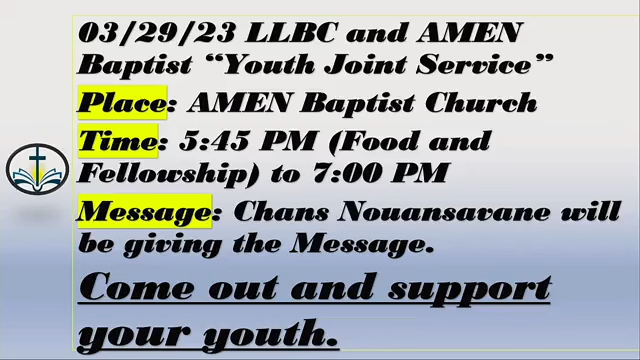 03/29/23 LLBC and AMEN
Baptist “Youth Joint Service”
Place: AMEN Baptist Church
Time: 5:45 PM (Food and
Fellowship) to 7:00 PM
Message: Chans Nouansavane will
be giving the Message.
Come out and support
your youth.